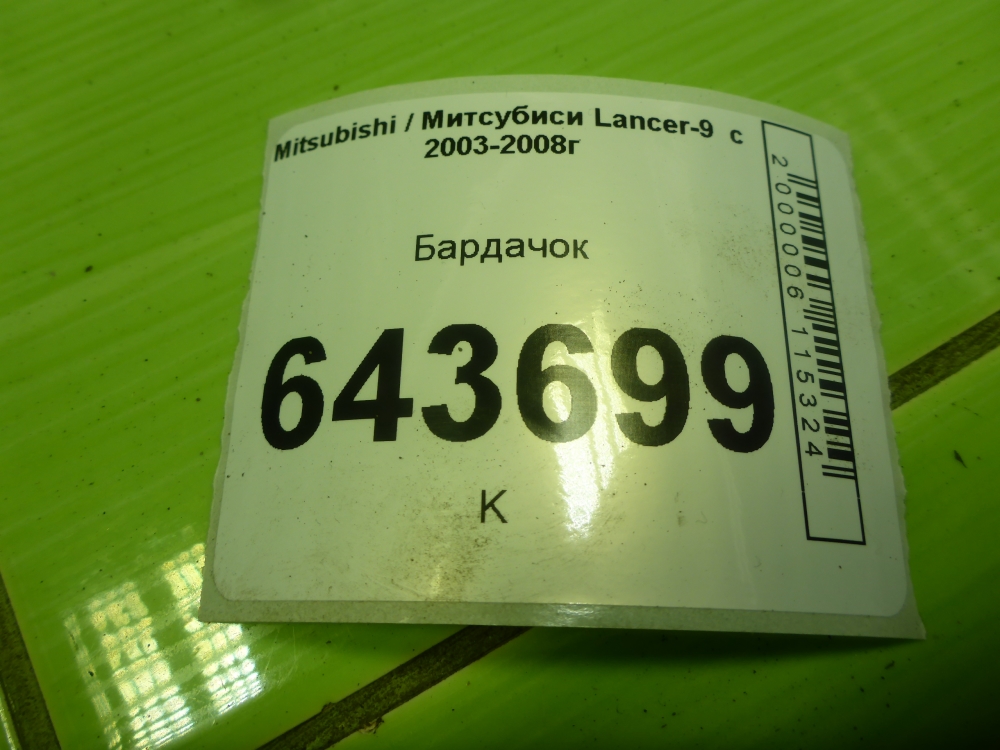 Mitsubishi / Митсубиси Lancer-9 с
2003-2008г
Бардачок
643699
К
2000006115324